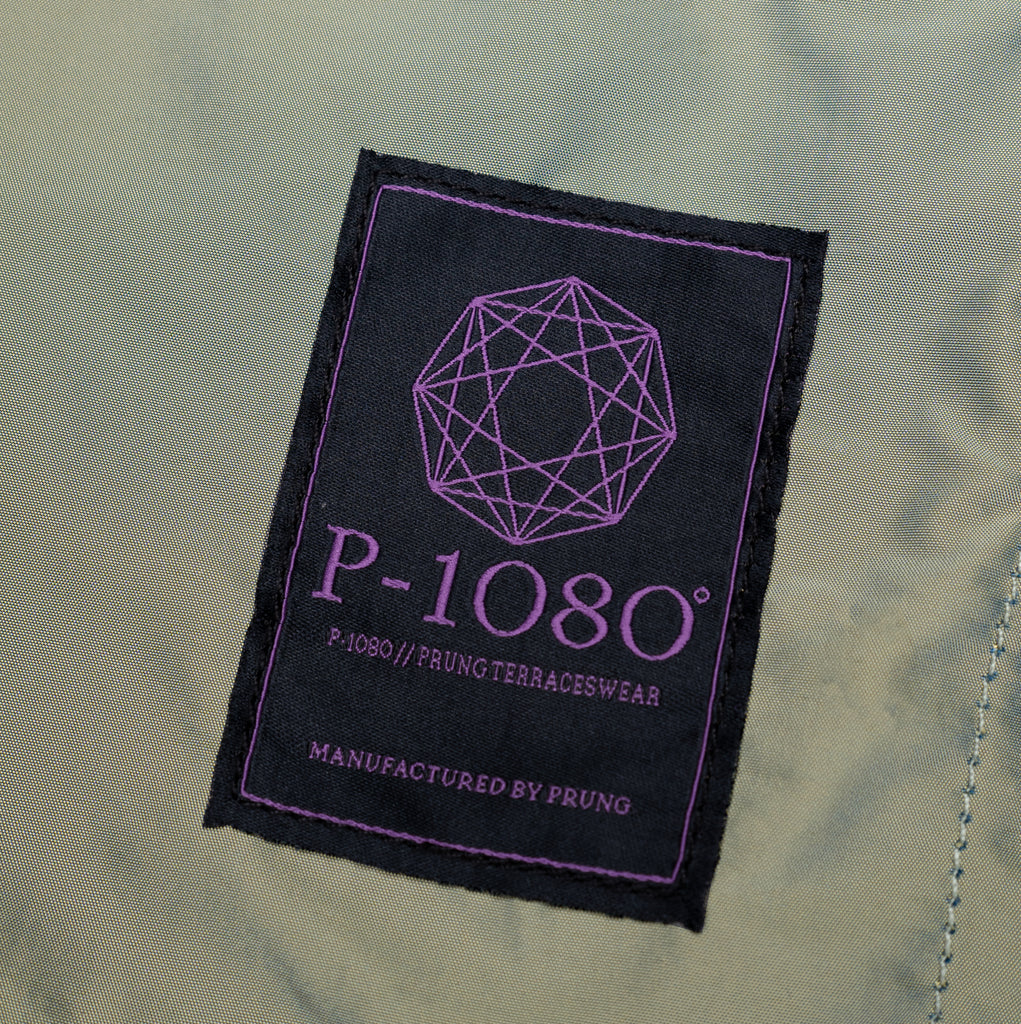 P-1080°
P-1080 // PRUNG TERRACESWEAR
MANUFACTURED BY PRUNG